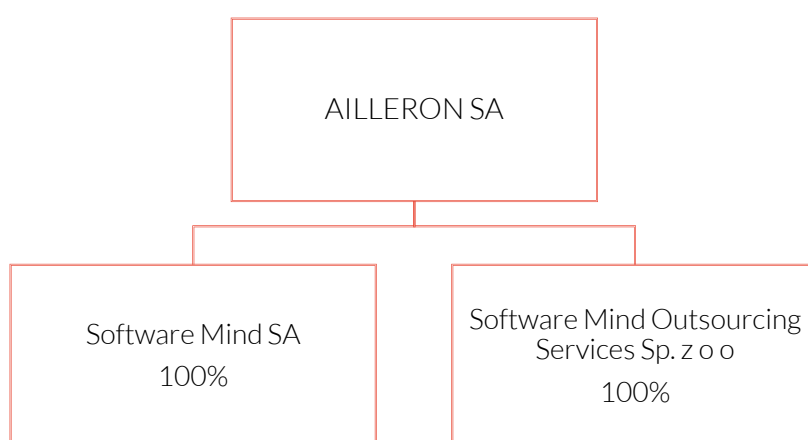 AILLERON SA
Software Mind SA
100%
Software Mind Outsourcing
Services Sp. z o o
100%